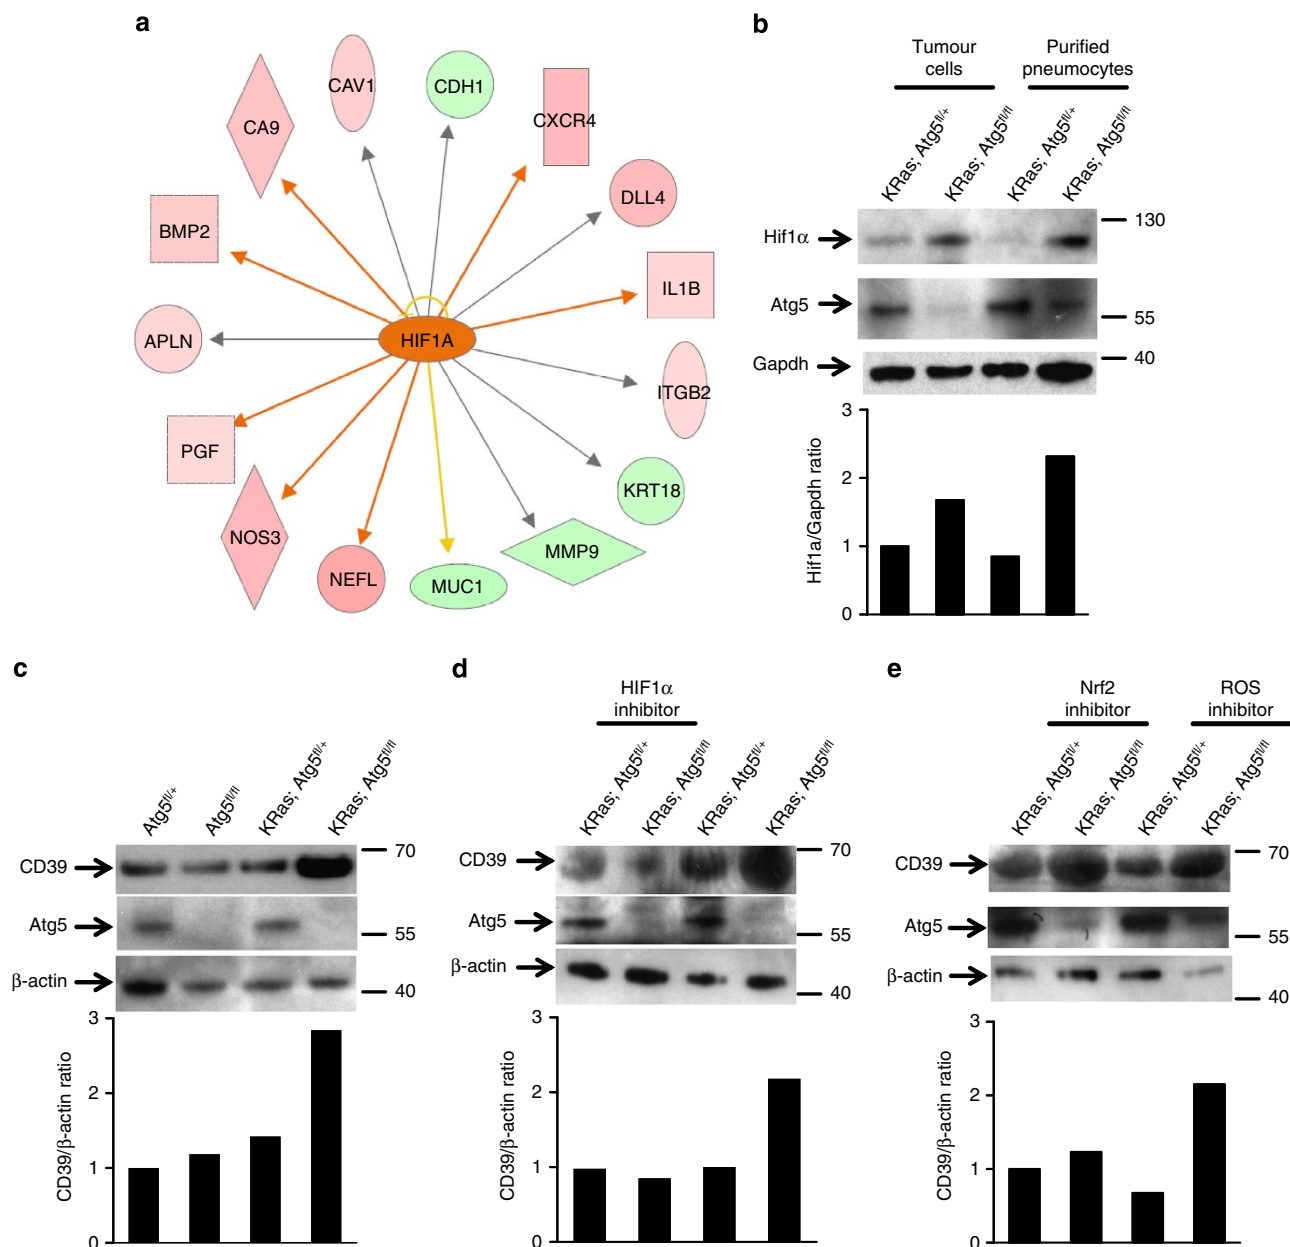 a
CAV1
CDH1
CXCR4
CA9
DLL4
BMP2
IL1B
APLN
HIF1A
ITGB2
PGF
KRT18
NOS3
NEFL
MUC1
MMP9
b
Tumour cells
Purified pneumocytes
KRas; Atg5fl/+
KRas; Atg5fl/fl
KRas; Atg5fl/+
KRas; Atg5fl/fl
Hif1α
130
Atg5
55
Gapdh
40
Hif1a/Gapdh ratio
3
2
1
0
c
Atg5fl/+
Atg5fl/fl
KRas; Atg5fl/+
KRas; Atg5fl/fl
CD39
70
Atg5
55
β-actin
40
CD39/β-actin ratio
3
2
1
0
d
HIF1α
inhibitor
KRas; Atg5fl/+
KRas; Atg5fl/fl
KRas; Atg5fl/+
KRas; Atg5fl/fl
CD39
70
Atg5
55
β-actin
40
CD39/β-actin ratio
3
2
1
0
e
Nrf2
inhibitor
ROS
inhibitor
KRas; Atg5fl/+
KRas; Atg5fl/fl
KRas; Atg5fl/+
KRas; Atg5fl/fl
CD39
70
Atg5
55
β-actin
40
CD39/β-actin ratio
3
2
1
0